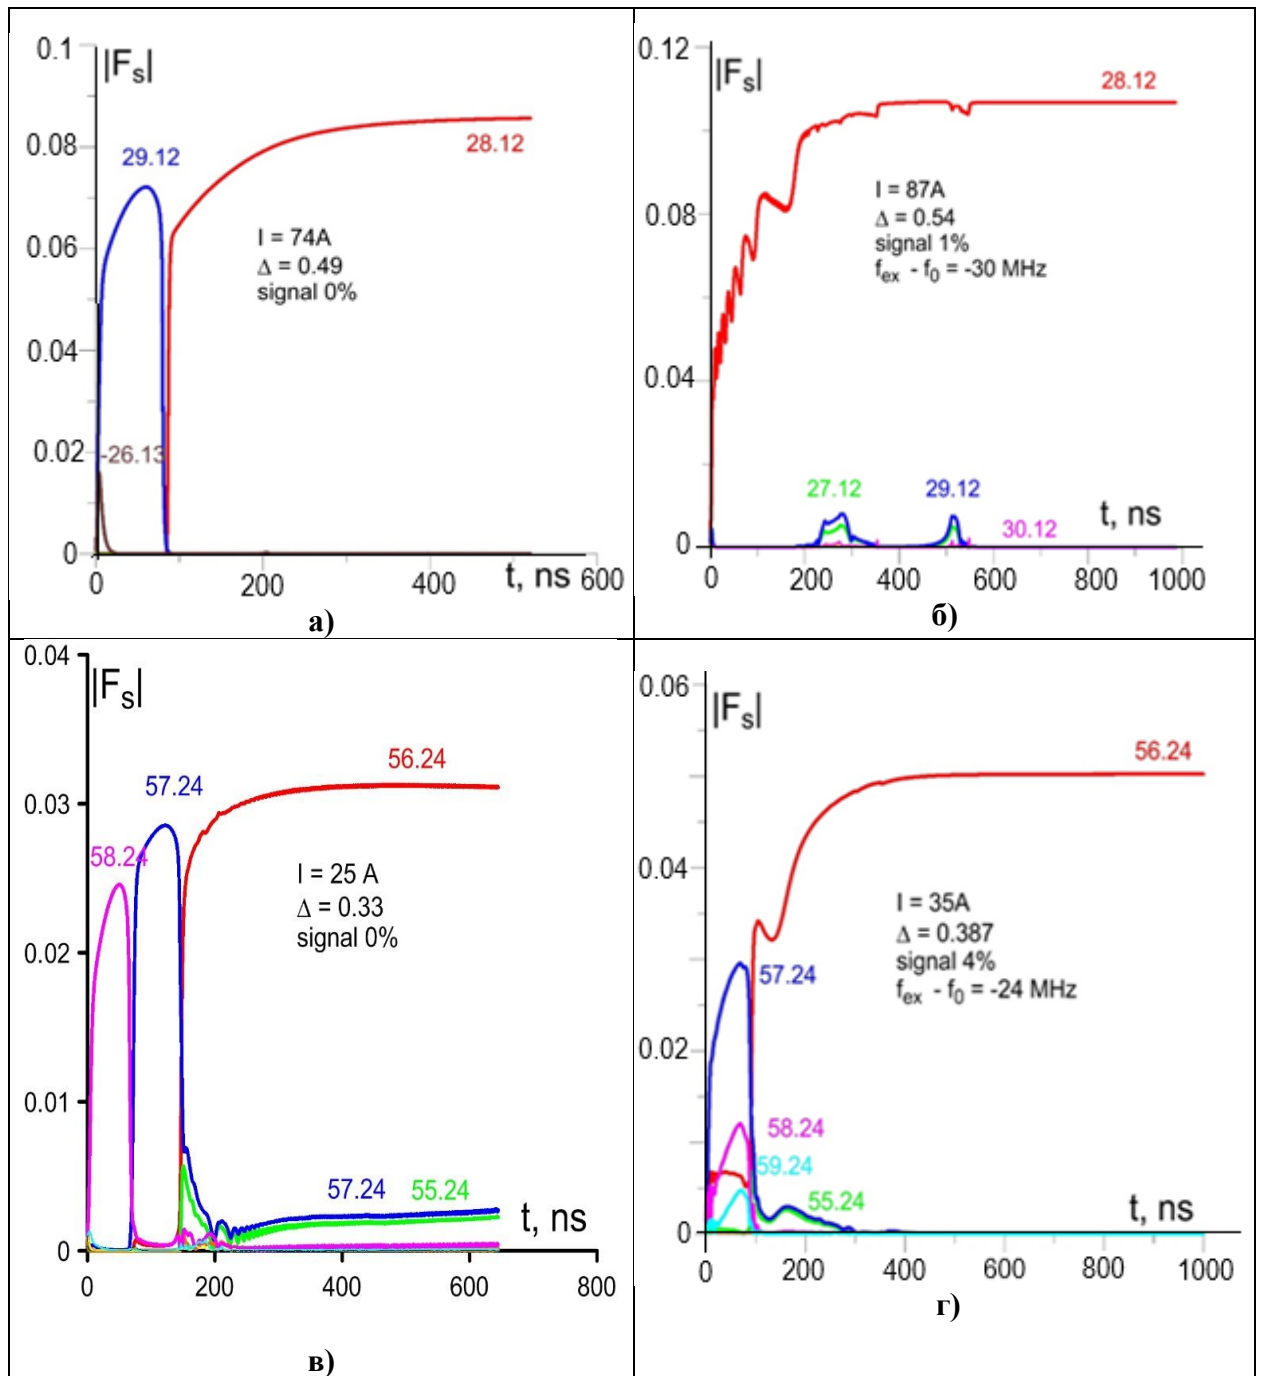 0.1
|Fs|
29.12
0.08
28.12
0.06
I = 74A
Δ = 0.49
signal 0%
0.04
0.02
-26.13
0
0
200
400
t, ns
600
а)
0.12
|Fs|
28.12
I = 87A
Δ = 0.54
signal 1%
fex - f0 = -30 MHz
0.08
0.04
27.12
29.12
30.12
t, ns
0
0
200
400
600
800
1000
б)
0.04
|Fs|
56.24
57.24
0.03
58.24
I = 25 A
Δ = 0.33
signal 0%
0.02
0.01
57.24
55.24
t, ns
0
0
200
400
600
800
в)
0.06
|Fs|
56.24
0.04
I = 35A
Δ = 0.387
signal 4%
fex - f0 = -24 MHz
57.24
0.02
58.24
59.24
55.24
t, ns
0
0
200
400
600
800
1000
г)